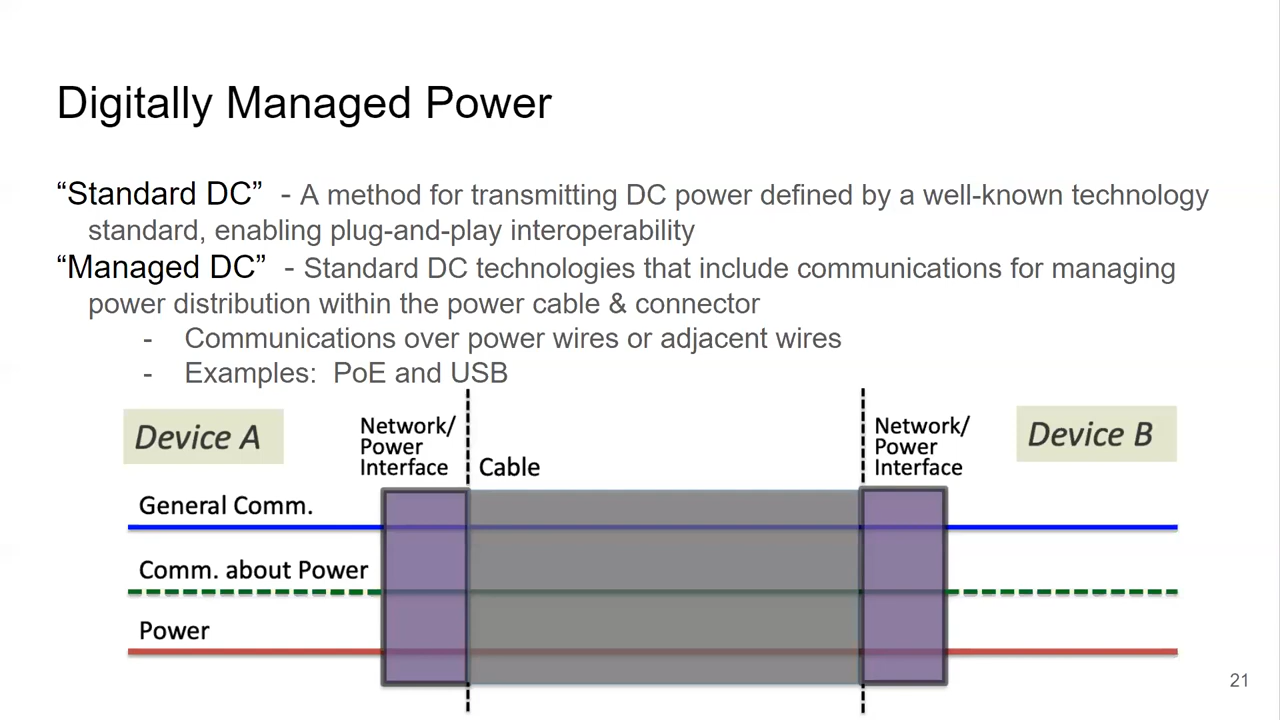 Digitally Managed Power
“Standard DC” - A method for transmitting DC power defined by a well-known technology
standard, enabling plug-and-play interoperability
“Managed DC” - Standard DC technologies that include communications for managing
power distribution within the power cable & connector
- Communications over power wires or adjacent wires
- Examples: PoE and USB
Device A
Network/
Power
Interface
Cable
Network/
Power
Interface
Device B
General Comm.
Comm. about Power
Power
21